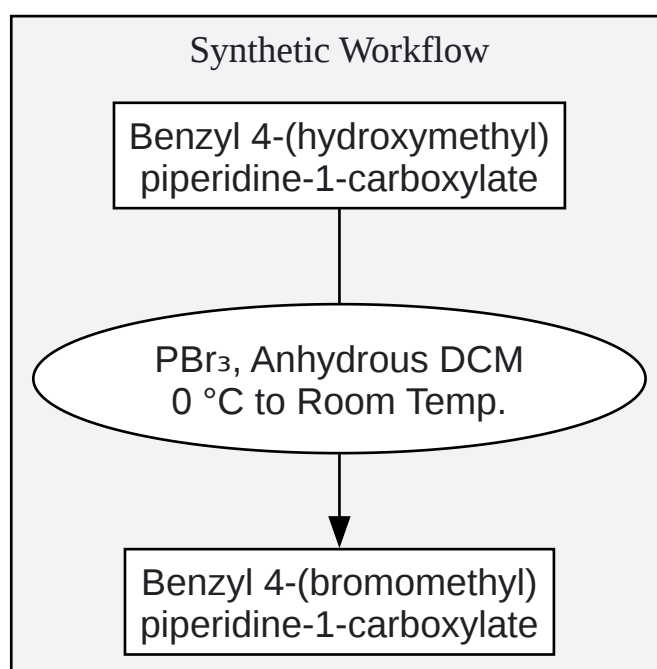 Synthetic Workflow
Benzyl 4-(hydroxymethyl)
piperidine-1-carboxylate
PBr₃, Anhydrous DCM
0 °C to Room Temp.
Benzyl 4-(bromomethyl)
piperidine-1-carboxylate